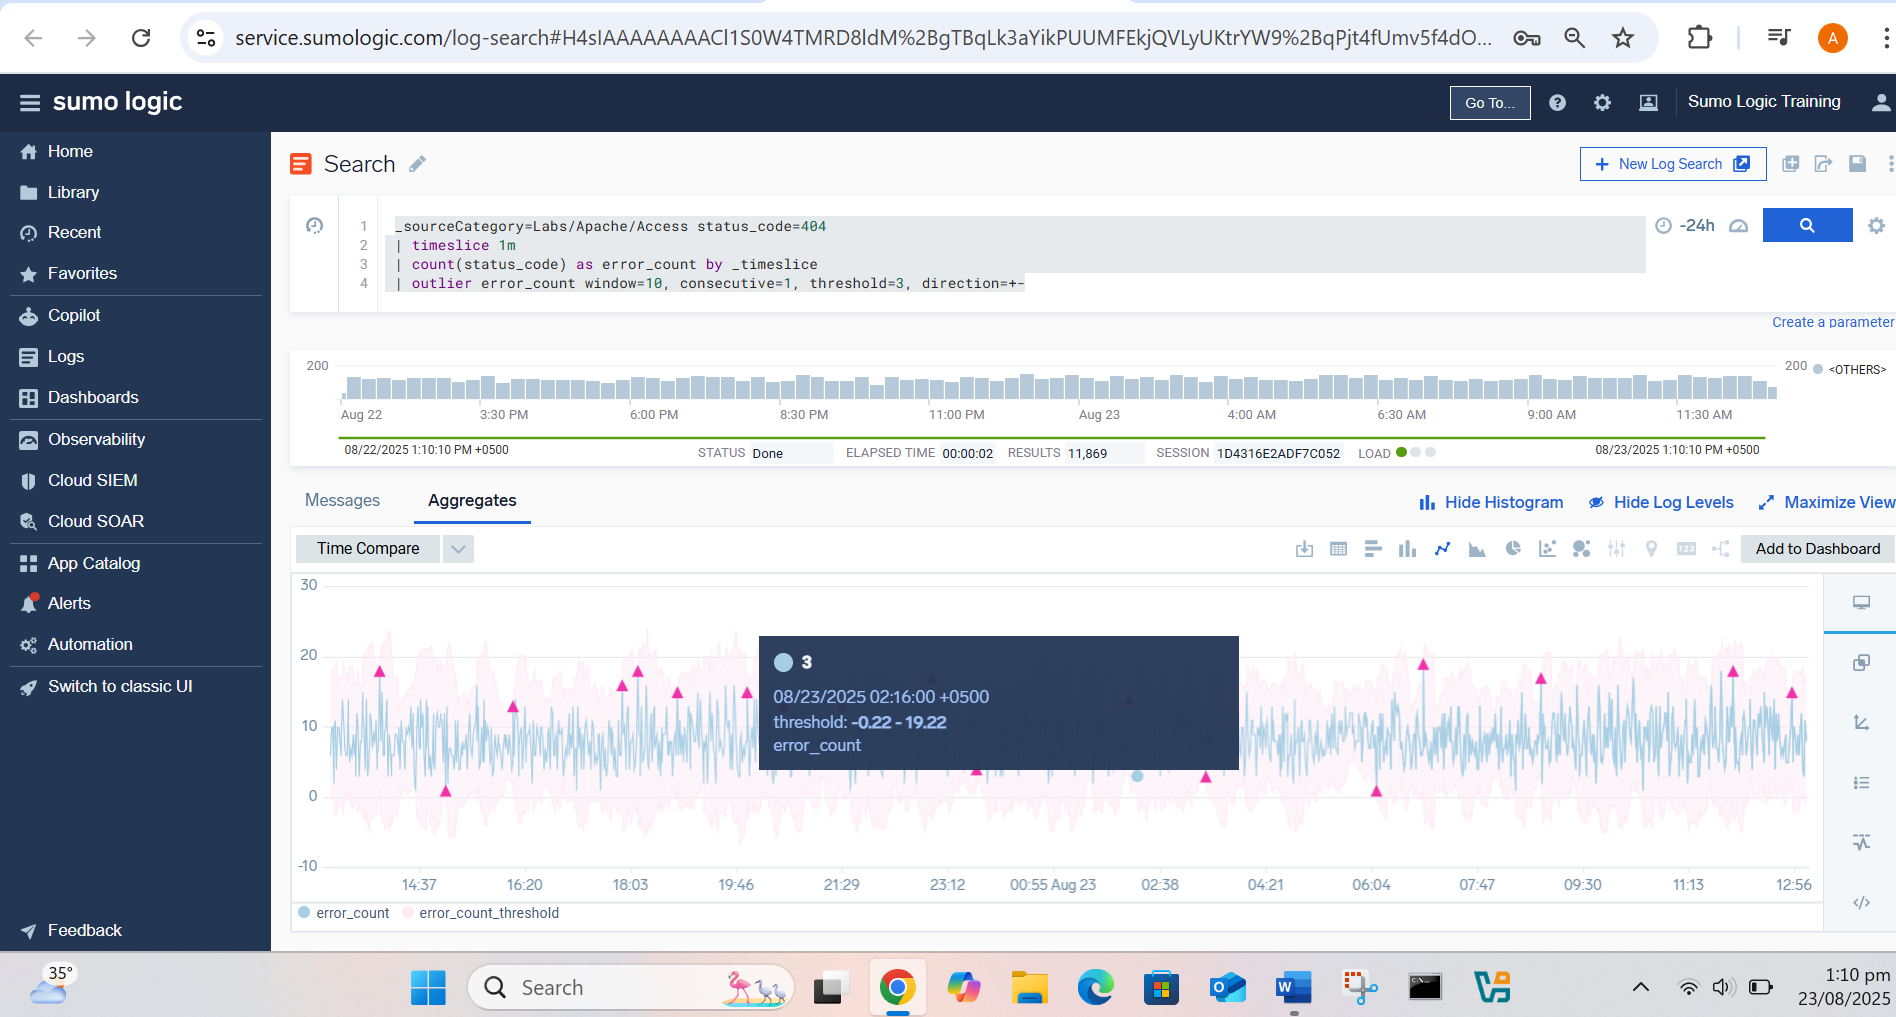 service.sumologic.com/log-search#H4sIAAAAAAAACl1S0W4TMRD8ldM%2BgTBqLk3aYikPUUMFEkjQVLyUKtrYW9%2BqPjt4fUmv5f4dO...
A
sumo logic
Go To...
Sumo Logic Training
Home
Library
Recent
Favorites
Copilot
Logs
Dashboards
Observability
Cloud SIEM
Cloud SOAR
App Catalog
Alerts
Automation
Switch to classic UI
Feedback
Search
+ New Log Search
1 _sourceCategory=Labs/Apache/Access status_code=404
2 | timeslice 1m
3 | count(status_code) as error_count by _timeslice
4 | outlier error_count window=10, consecutive=1, threshold=3, direction=+-
-24h
Create a parameter
200
200 <OTHERS>
Aug 22 3:30 PM 6:00 PM 8:30 PM 11:00 PM Aug 23 4:00 AM 6:30 AM 9:00 AM 11:30 AM
08/22/2025 1:10:10 PM +0500 STATUS Done ELAPSED TIME 00:00:02 RESULTS 11,869 SESSION 1D4316E2ADF7C052 LOAD 08/23/2025 1:10:10 PM +0500
Messages Aggregates Hide Histogram Hide Log Levels Maximize View
Time Compare 123 Add to Dashboard
30
20
10
0
-10
3
08/23/2025 02:16:00 +0500
threshold: -0.22 - 19.22
error_count
14:37 16:20 18:03 19:46 21:29 23:12 00:55 Aug 23 02:38 04:21 06:04 07:47 09:30 11:13 12:56
error_count error_count_threshold
35°
Search
1:10 pm
23/08/2025